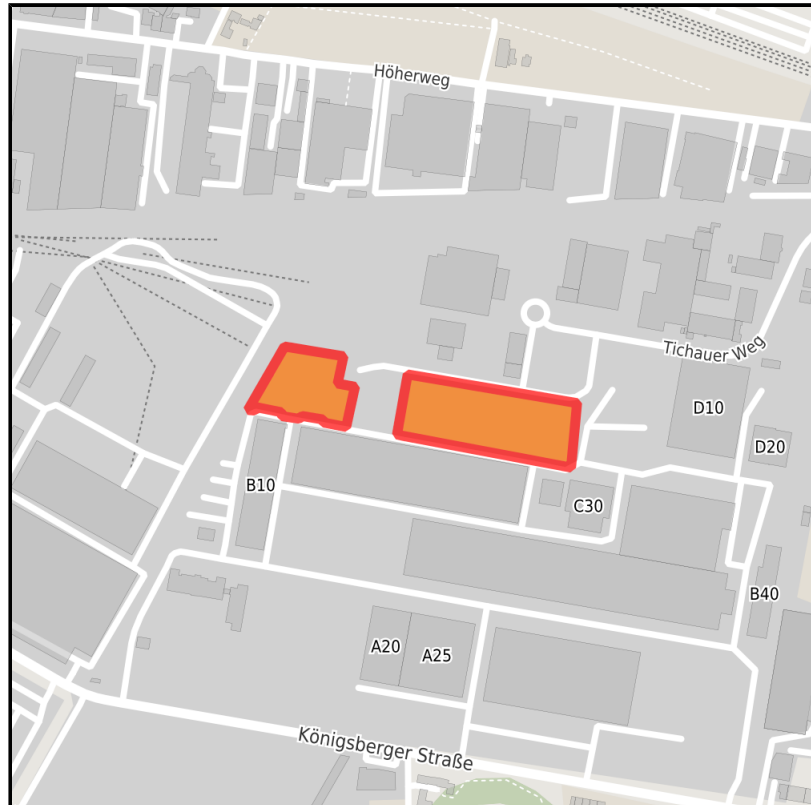 Höherweg
Tichauer Weg
D10
D20
B10
C30
B40
A20
A25
Königsberger Straße